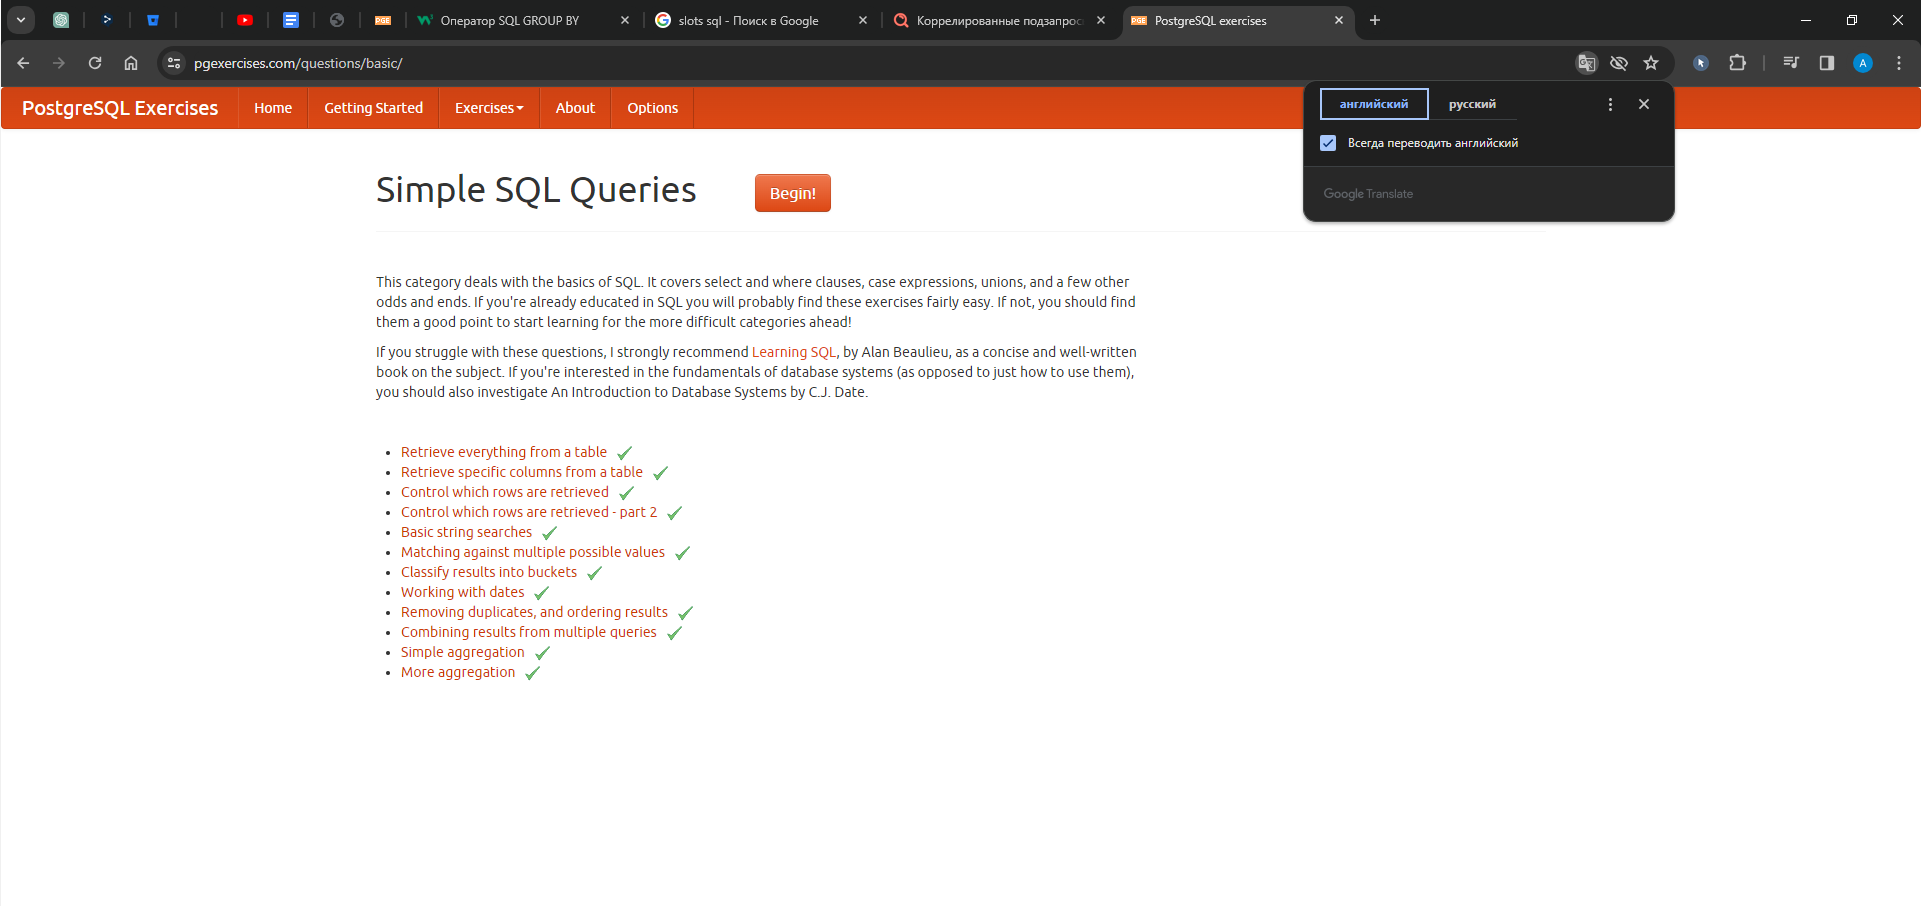 PGE
Оператор SQL GROUP BY
slots sql - Поиск в Google
Коррелированные подзапрос
PGE
PostgreSQL exercises
pgexercises.com/questions/basic/
A
PostgreSQL Exercises
Home
Getting Started
Exercises
About
Options
английский
русский
Всегда переводить английский
Google Translate
Simple SQL Queries
Begin!
This category deals with the basics of SQL. It covers select and where clauses, case expressions, unions, and a few other
odds and ends. If you're already educated in SQL you will probably find these exercises fairly easy. If not, you should find
them a good point to start learning for the more difficult categories ahead!
If you struggle with these questions, I strongly recommend Learning SQL, by Alan Beaulieu, as a concise and well-written
book on the subject. If you're interested in the fundamentals of database systems (as opposed to just how to use them),
you should also investigate An Introduction to Database Systems by C.J. Date.
Retrieve everything from a table
Retrieve specific columns from a table
Control which rows are retrieved
Control which rows are retrieved - part 2
Basic string searches
Matching against multiple possible values
Classify results into buckets
Working with dates
Removing duplicates, and ordering results
Combining results from multiple queries
Simple aggregation
More aggregation